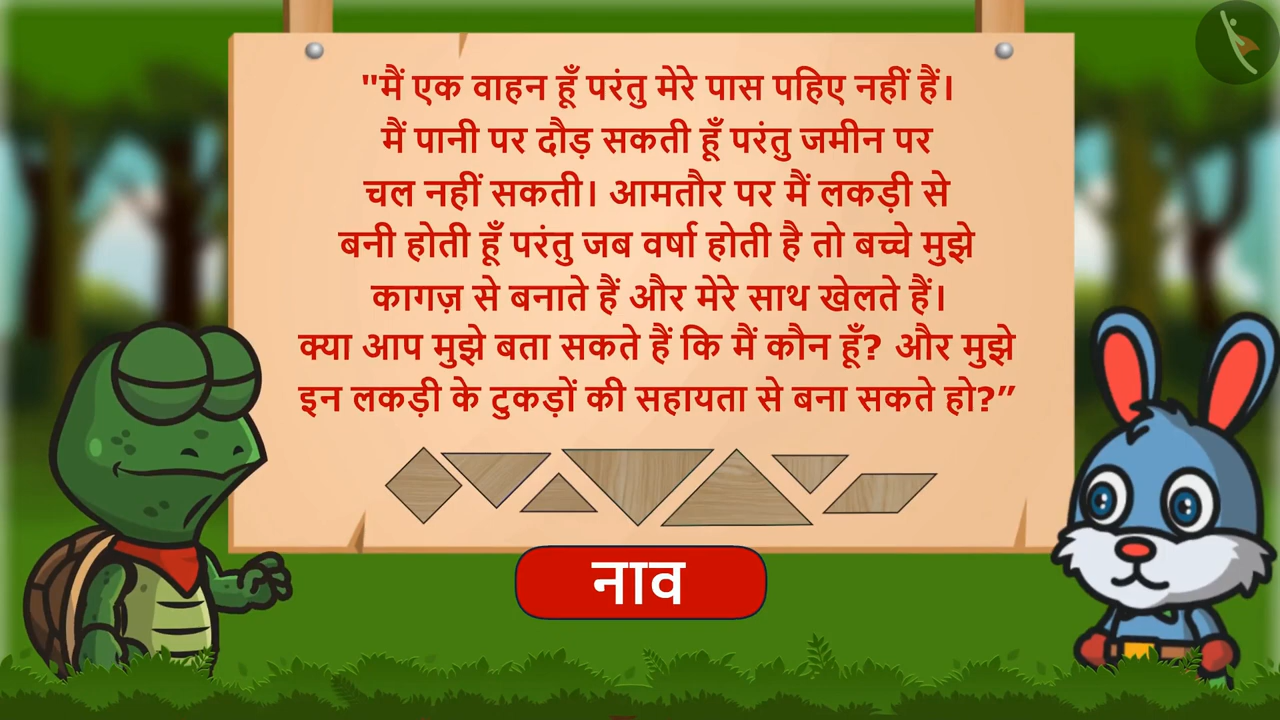 "मैं एक वाहन हूँ परंतु मेरे पास पहिए नहीं हैं।
मैं पानी पर दौड़ सकती हूँ परंतु जमीन पर
चल नहीं सकती। आमतौर पर मैं लकड़ी से
बनी होती हूँ परंतु जब वर्षा होती है तो बच्चे मुझे
कागज़ से बनाते हैं और मेरे साथ खेलते हैं।
क्या आप मुझे बता सकते हैं कि मैं कौन हूँ? और मुझे
इन लकड़ी के टुकड़ों की सहायता से बना सकते हो?”
नाव